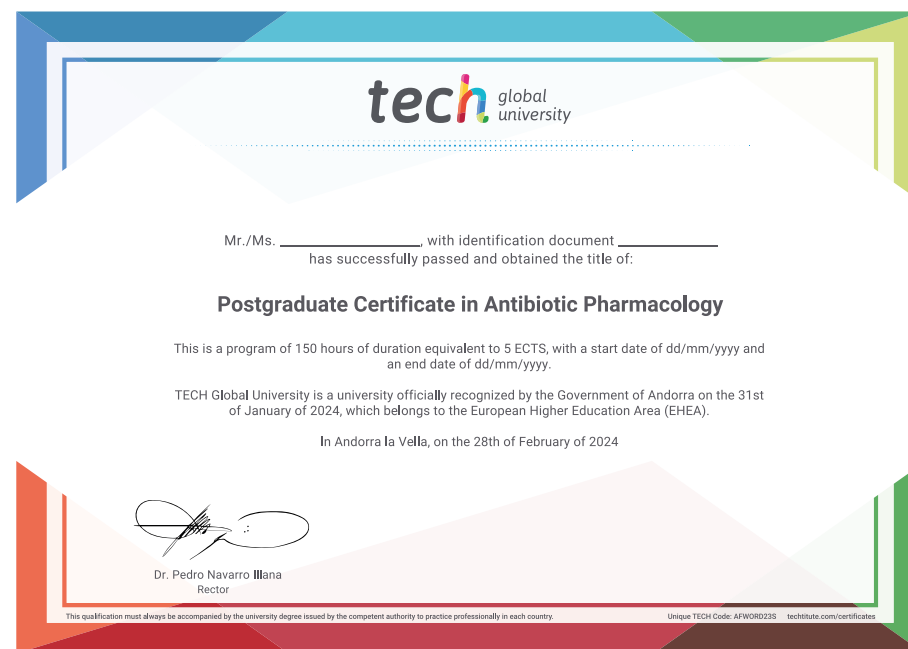 tech global university
Mr./Ms. ____________, with identification document ____________
has successfully passed and obtained the title of:
Postgraduate Certificate in Antibiotic Pharmacology
This is a program of 150 hours of duration equivalent to 5 ECTS, with a start date of dd/mm/yyyy and
an end date of dd/mm/yyyy.
TECH Global University is a university officially recognized by the Government of Andorra on the 31st
of January of 2024, which belongs to the European Higher Education Area (EHEA).
In Andorra la Vella, on the 28th of February of 2024
Dr. Pedro Navarro Illana
Rector
This qualification must always be accompanied by the university degree issued by the competent authority to practice professionally in each country.
Unique TECH Code: AFWORD23S techtitute.com/certificates